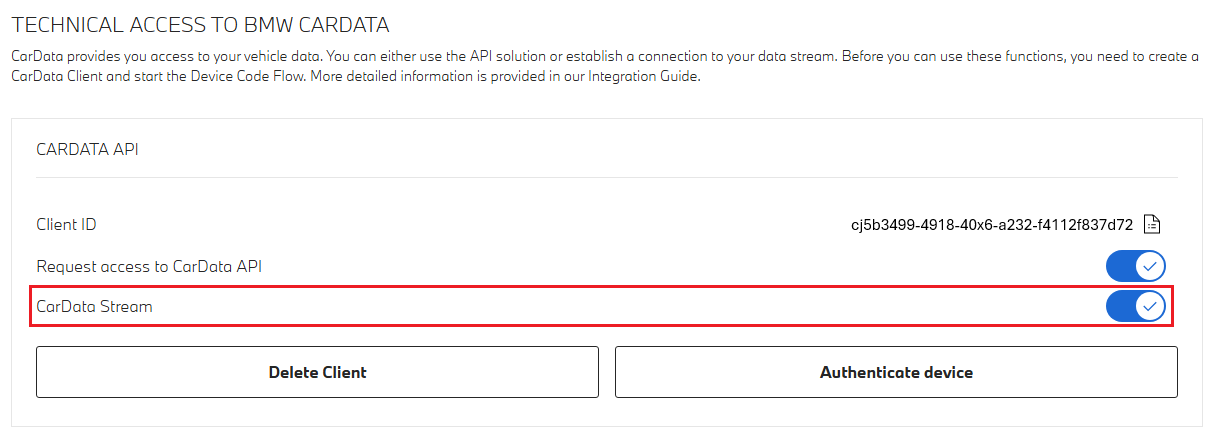 TECHNICAL ACCESS TO BMW CARDATA
CarData provides you access to your vehicle data. You can either use the API solution or establish a connection to your data stream. Before you can use these functions, you need to create a
CarData Client and start the Device Code Flow. More detailed information is provided in our Integration Guide.
CARDATA API
Client ID cj5b3499-4918-40x6-a232-f4112f837d72
Request access to CarData API
CarData Stream
Delete Client Authenticate device